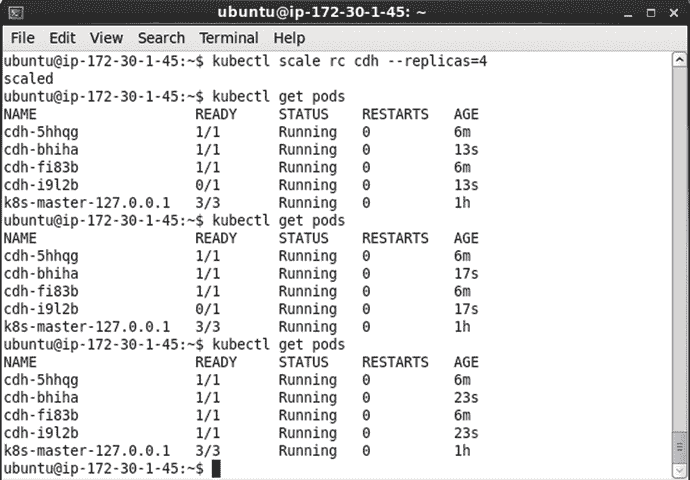 ubuntu@ip-172-30-1-45: ~
File Edit View Search Terminal Help
ubuntu@ip-172-30-1-45:~$ kubectl scale rc cdh --replicas=4
scaled
ubuntu@ip-172-30-1-45:~$ kubectl get pods
NAME READY STATUS RESTARTS AGE
cdh-5hhqg 1/1 Running 0 6m
cdh-bhiha 1/1 Running 0 13s
cdh-fi83b 1/1 Running 0 6m
cdh-i9l2b 0/1 Running 0 13s
k8s-master-127.0.0.1 3/3 Running 0 1h
ubuntu@ip-172-30-1-45:~$ kubectl get pods
NAME READY STATUS RESTARTS AGE
cdh-5hhqg 1/1 Running 0 6m
cdh-bhiha 1/1 Running 0 17s
cdh-fi83b 1/1 Running 0 6m
cdh-i9l2b 0/1 Running 0 17s
k8s-master-127.0.0.1 3/3 Running 0 1h
ubuntu@ip-172-30-1-45:~$ kubectl get pods
NAME READY STATUS RESTARTS AGE
cdh-5hhqg 1/1 Running 0 6m
cdh-bhiha 1/1 Running 0 23s
cdh-fi83b 1/1 Running 0 6m
cdh-i9l2b 1/1 Running 0 23s
k8s-master-127.0.0.1 3/3 Running 0 1h
ubuntu@ip-172-30-1-45:~$